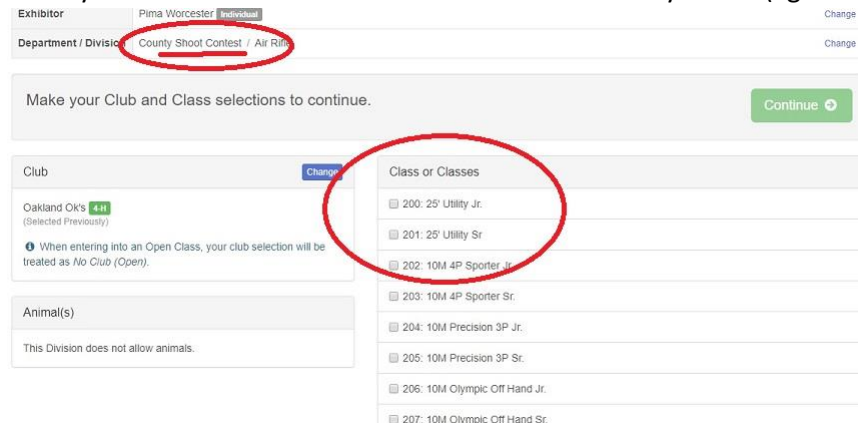 Exhibitor Pima Worcester Individual Change
Department / Division County Shoot Contest / Air Rifle Change
Make your Club and Class selections to continue.
Continue
Club Change
Oakland Ok's 4-H
(Selected Previously)
When entering into an Open Class, your club selection will be
treated as No Club (Open).
Animal(s)
This Division does not allow animals.
Class or Classes
200: 25' Utility Jr.
201: 25' Utility Sr
202: 10M 4P Sporter Jr.
203: 10M 4P Sporter Sr.
204: 10M Precision 3P Jr.
205: 10M Precision 3P Sr.
206: 10M Olympic Off Hand Jr.
207: 10M Olympic Off Hand Sr.